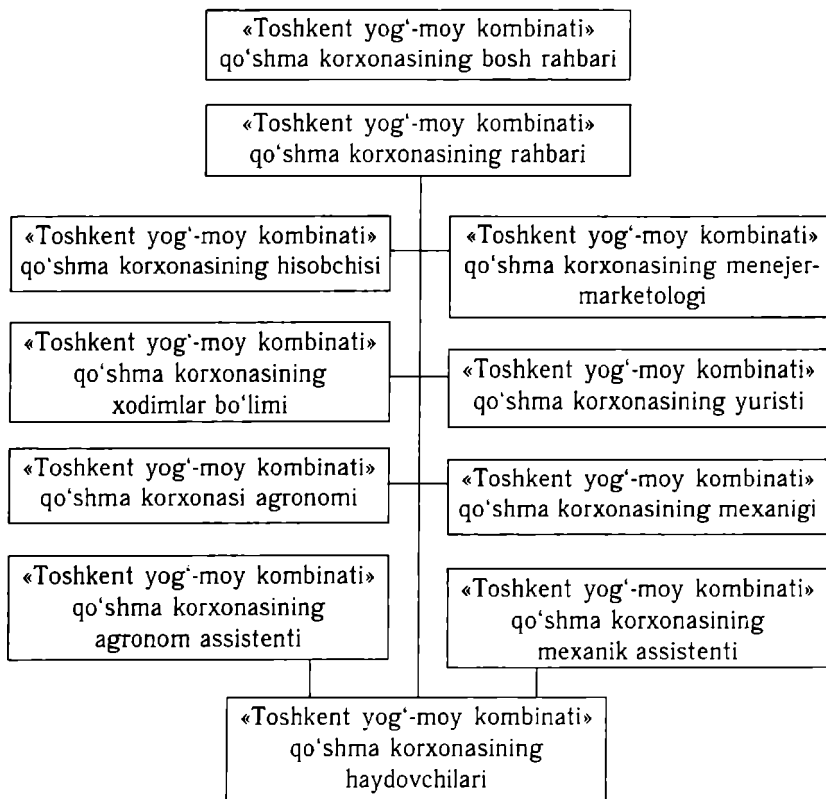 «Toshkent yog‘-moy kombinati»
qo‘shma korxonasining bosh rahbari
«Toshkent yog‘-moy kombinati»
qo‘shma korxonasining rahbari
«Toshkent yog‘-moy kombinati»
qo‘shma korxonasining hisobchisi
«Toshkent yog‘-moy kombinati»
qo‘shma korxonasining menejer-
marketologi
«Toshkent yog‘-moy kombinati»
qo‘shma korxonasining
xodimlar bo‘limi
«Toshkent yog‘-moy kombinati»
qo‘shma korxonasining yuristi
«Toshkent yog‘-moy kombinati»
qo‘shma korxonasi agronomi
«Toshkent yog‘-moy kombinati»
qo‘shma korxonasining mexanigi
«Toshkent yog‘-moy kombinati»
qo‘shma korxonasining
agronom assistenti
«Toshkent yog‘-moy kombinati»
qo‘shma korxonasining
mexanik assistenti
«Toshkent yog‘-moy kombinati»
qo‘shma korxonasining
haydovchilari